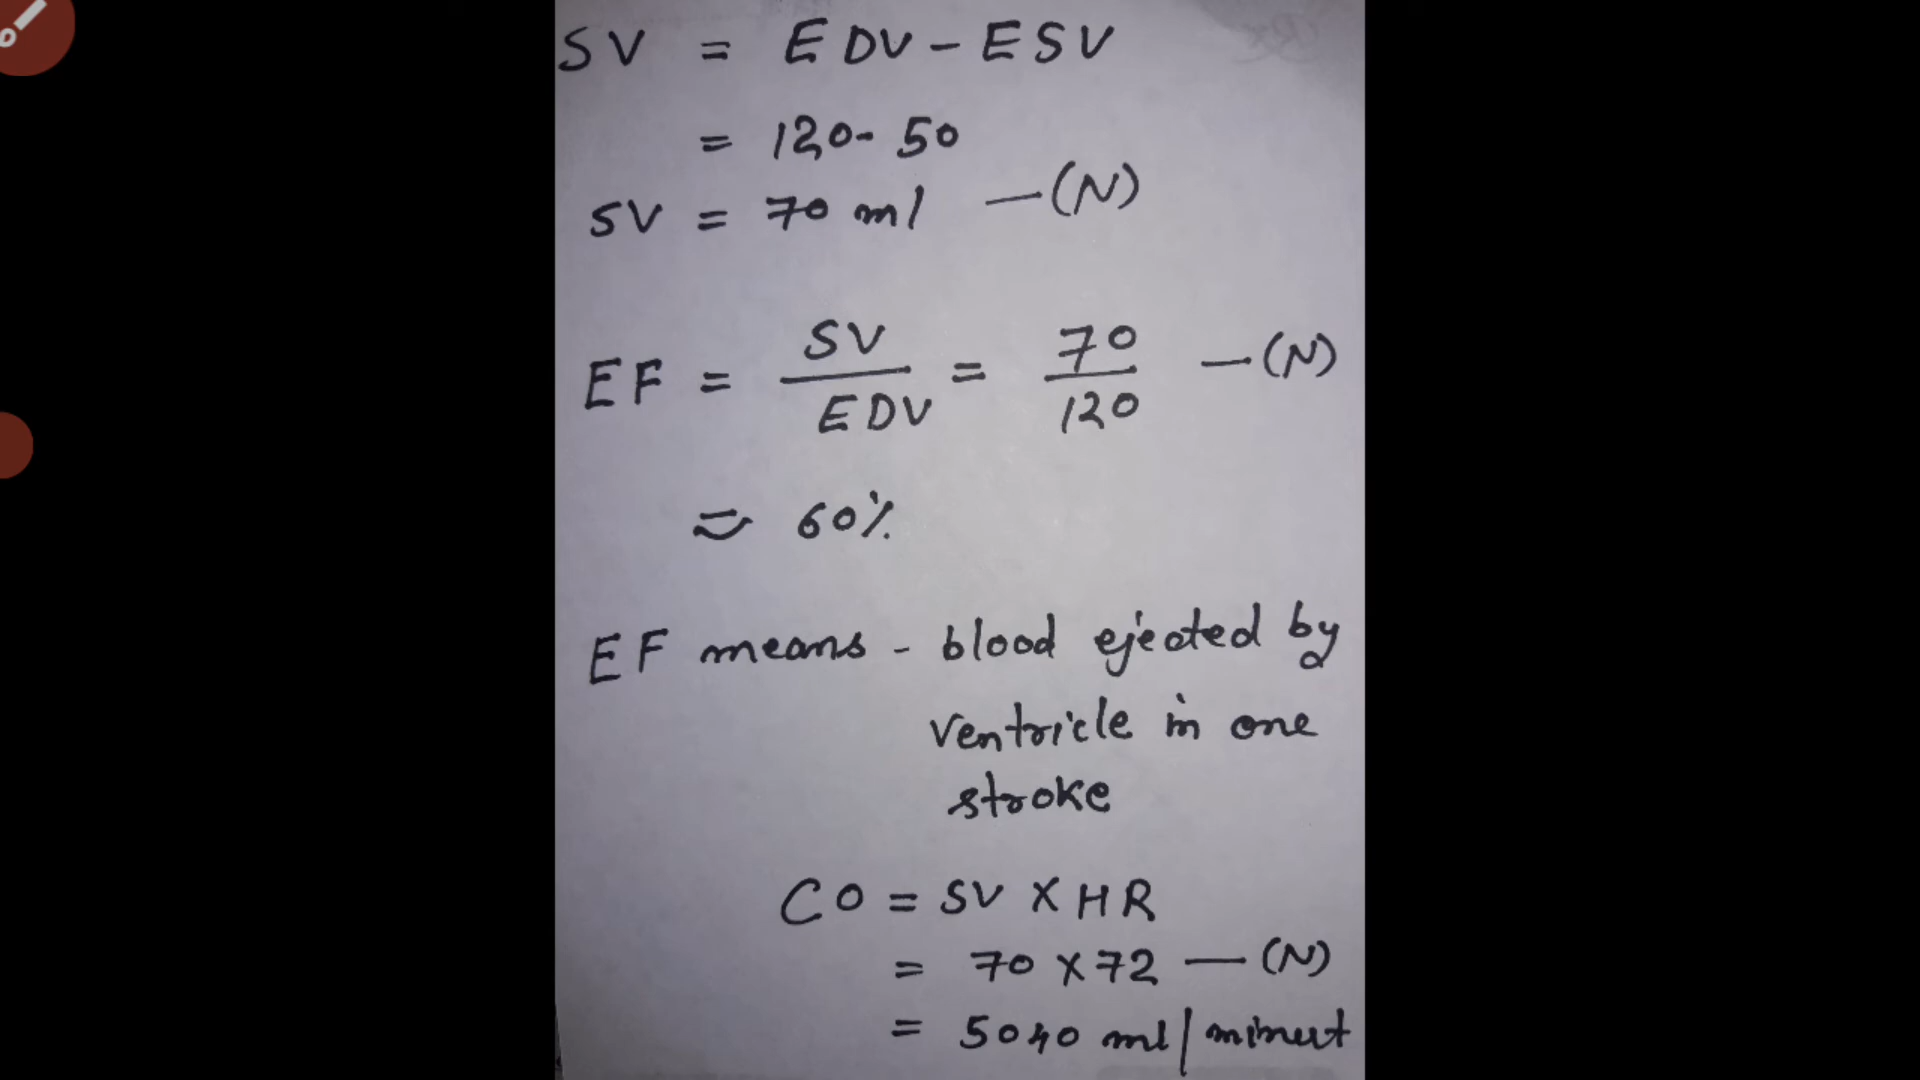 SV = EDV - ESV
= 120 - 50
SV = 70 ml — (N)
EF = SV / EDV = 70 / 120 — (N)
≈ 60%
EF means - blood ejected by
ventricle in one
stroke
CO = SV X HR
= 70 X 72 — (N)
= 5040 ml / minut